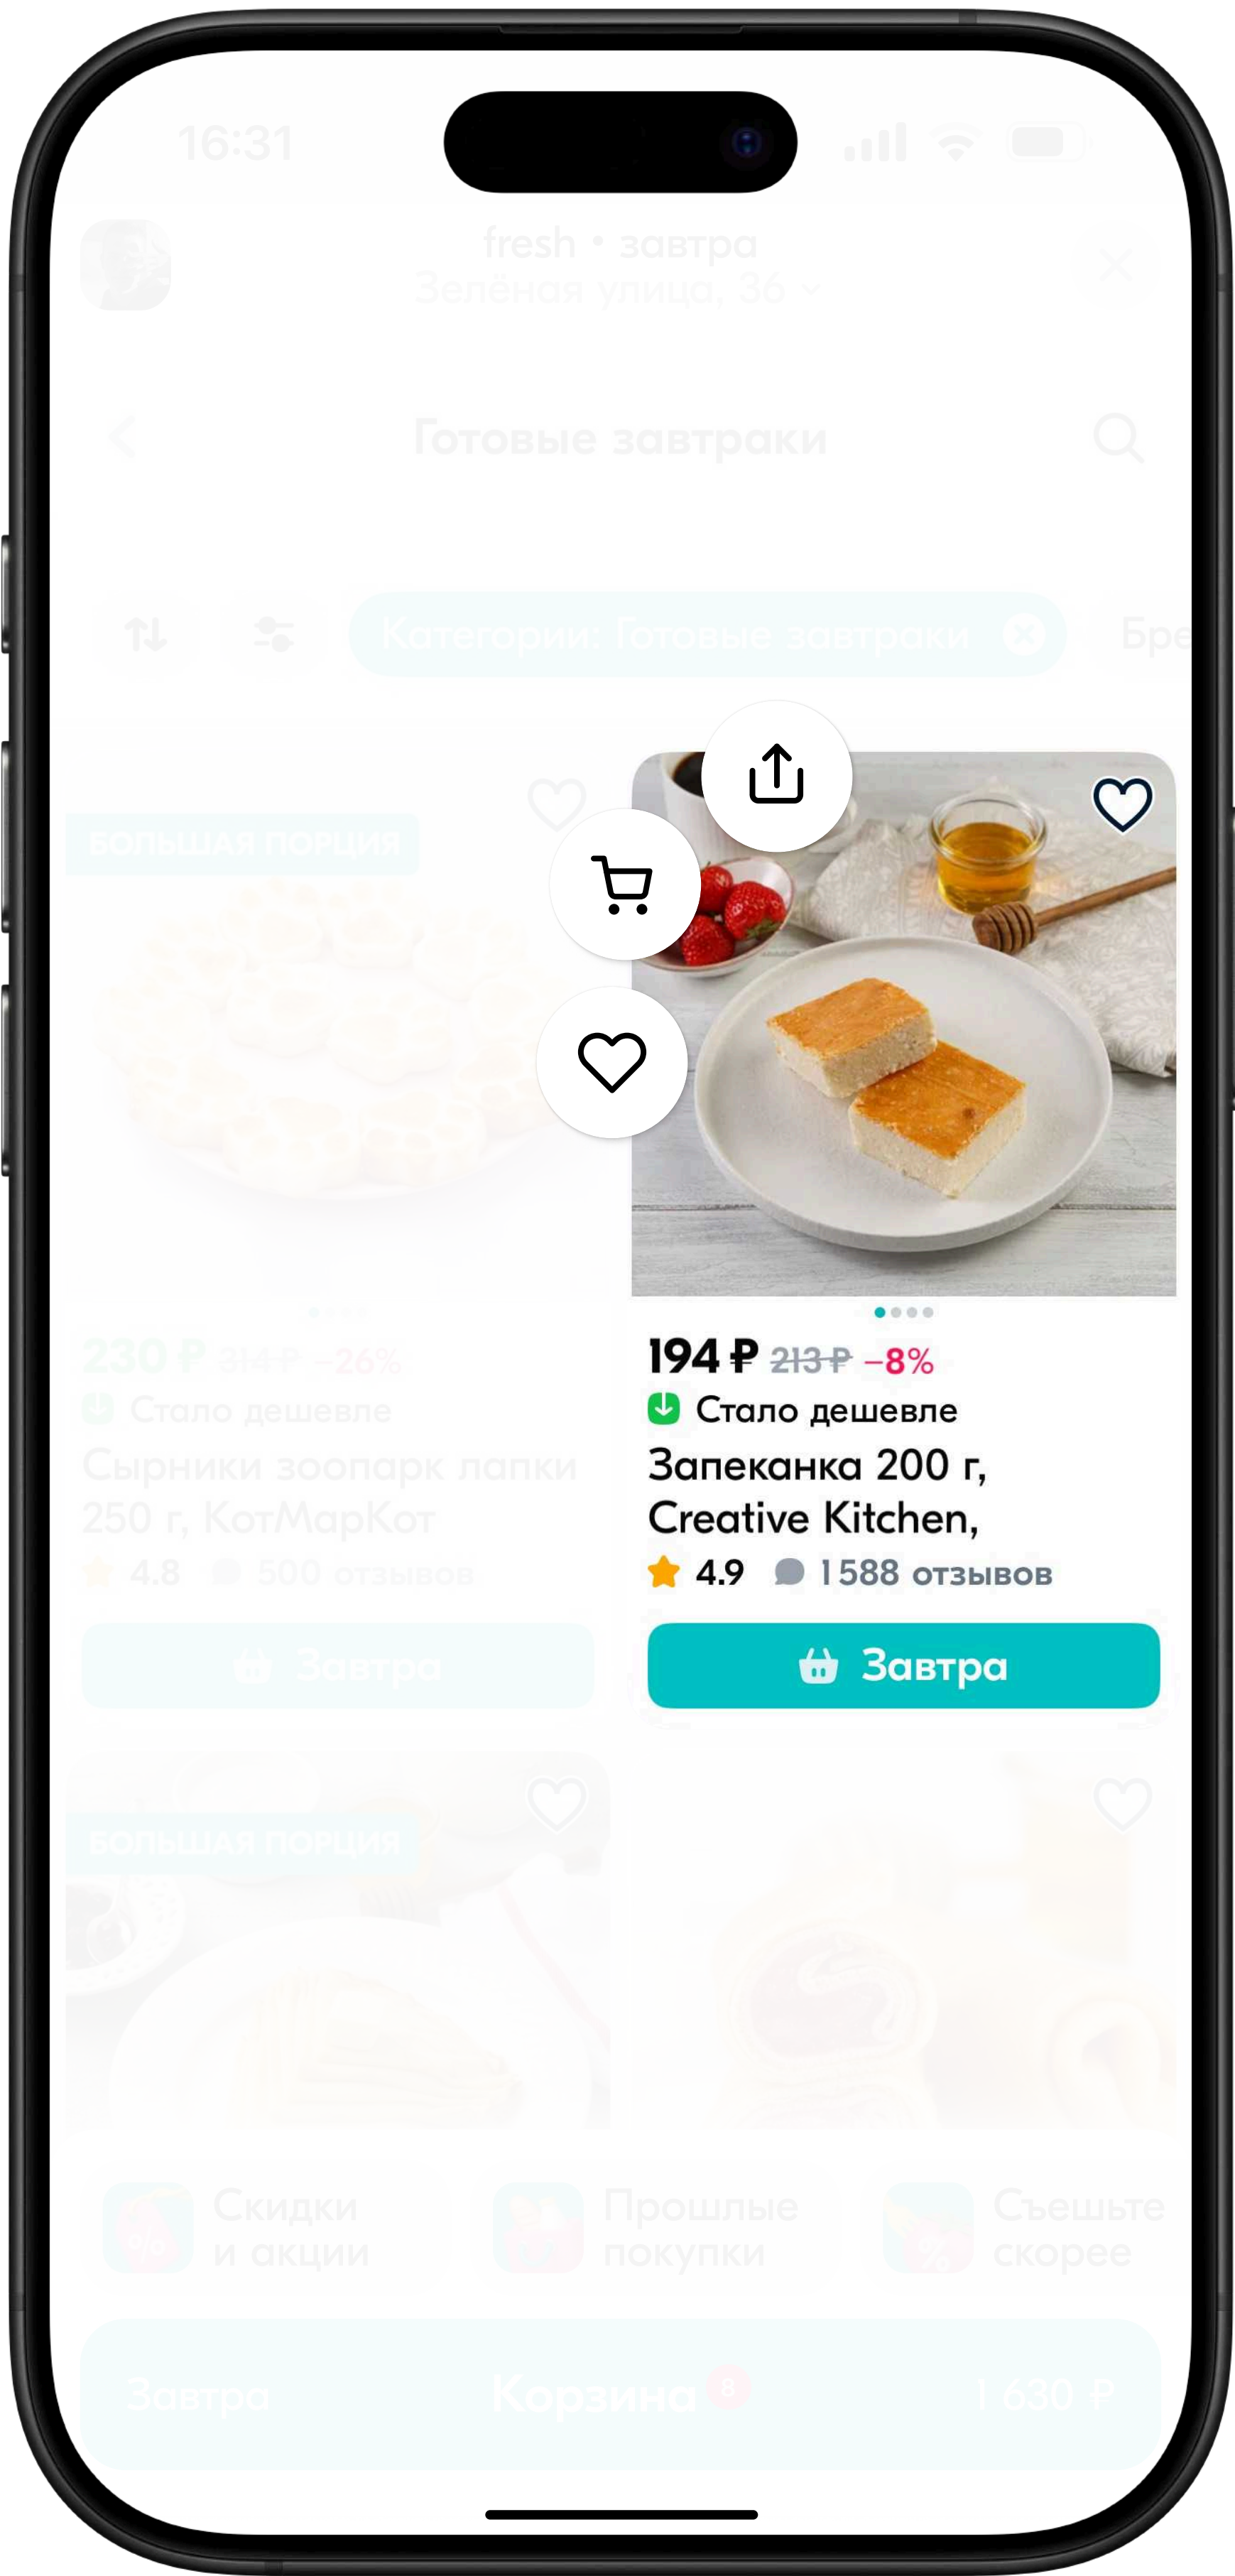 16:31
fresh • завтра
Зелёная улица, 36
Готовые завтраки
Категории: Готовые завтраки
Бре
БОЛЬШАЯ ПОРЦИЯ
230 ₽ 314 ₽ –26%
Стало дешевле
Сырники зоопарк лапки
250 г, КотМарКот
4.8 500 отзывов
Завтра
194 ₽ 213 ₽ –8%
Стало дешевле
Запеканка 200 г,
Creative Kitchen,
4.9 1 588 отзывов
Завтра
БОЛЬШАЯ ПОРЦИЯ
%
Скидки
и акции
Прошлые
покупки
%
Съешьте
скорее
Завтра
Корзина 8
1 630 ₽